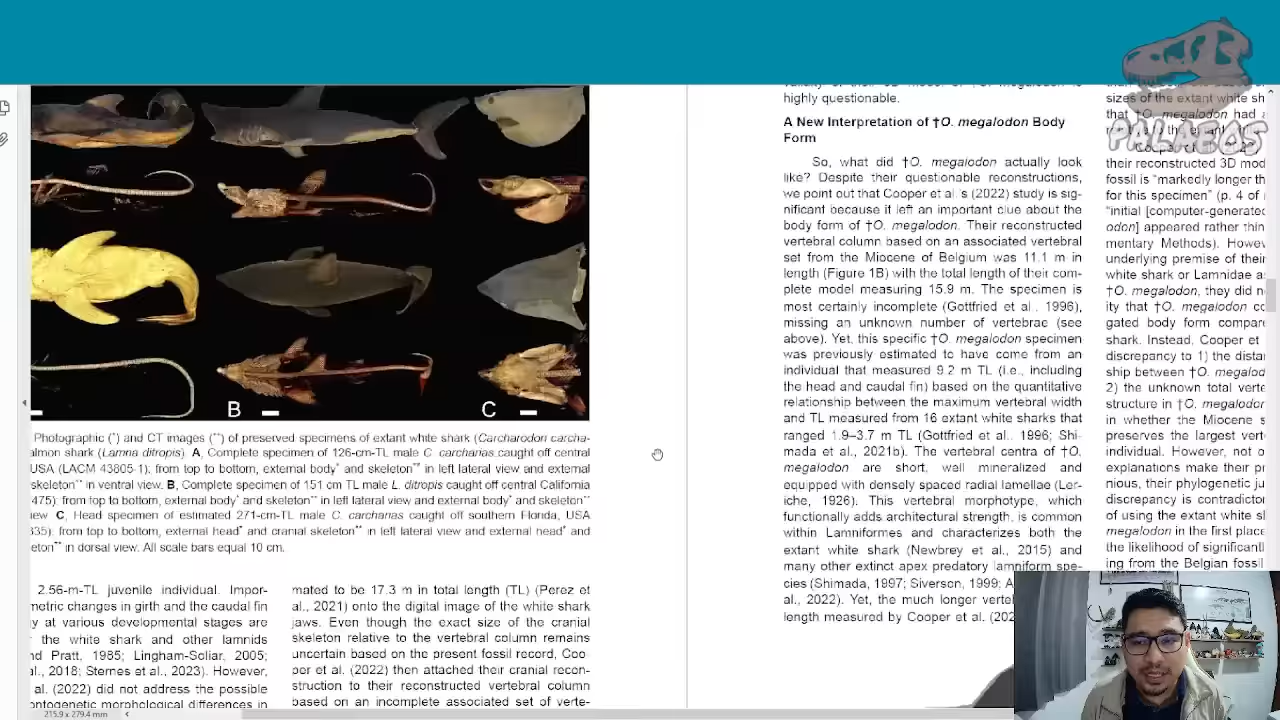 PALAEOS
B
C
Photographic (*) and CT images (**) of preserved specimens of extant white shark (Carcharodon carcha-
almon shark (Lamna ditropis). A, Complete specimen of 126-cm-TL male C. carcharias caught off central
USA (LACM 43805-1): from top to bottom, external body* and skeleton** in left lateral view and external
skeleton** in ventral view. B, Complete specimen of 151 cm TL male L. ditropis caught off central California
475): from top to bottom, external body* and skeleton** in left lateral view and external body* and skeleton**
iew C, Head specimen of estimated 271-cm-TL male C. carcharias caught off southern Florida, USA
335): from top to bottom, external head* and cranial skeleton** in left lateral view and external head* and
eton** in dorsal view. All scale bars equal 10 cm.
2.56-m-TL juvenile individual. Impor-
metric changes in girth and the caudal fin
y at various developmental stages are
the white shark and other lamnids
nd Pratt, 1985; Lingham-Soliar, 2005;
al., 2018; Sternes et al., 2023). However,
al. (2022) did not address the possible
ontogenetic morphological differences in
mated to be 17.3 m in total length (TL) (Perez et
al., 2021) onto the digital image of the white shark
jaws. Even though the exact size of the cranial
skeleton relative to the vertebral column remains
uncertain based on the present fossil record, Coo-
per et al. (2022) then attached their cranial recon-
struction to their reconstructed vertebral column
based on an incomplete associated set of verte-
highly questionable.
A New Interpretation of †O. megalodon Body
Form
So, what did †O. megalodon actually look
like? Despite their questionable reconstructions,
we point out that Cooper et al.'s (2022) study is sig-
nificant because it left an important clue about the
body form of †O. megalodon. Their reconstructed
vertebral column based on an associated vertebral
set from the Miocene of Belgium was 11.1 m in
length (Figure 1B) with the total length of their com-
plete model measuring 15.9 m. The specimen is
most certainly incomplete (Gottfried et al., 1996),
missing an unknown number of vertebrae (see
above). Yet, this specific †O. megalodon specimen
was previously estimated to have come from an
individual that measured 9.2 m TL (i.e., including
the head and caudal fin) based on the quantitative
relationship between the maximum vertebral width
and TL measured from 16 extant white sharks that
ranged 1.9–3.7 m TL (Gottfried et al., 1996; Shi-
mada et al., 2021b). The vertebral centra of †O.
megalodon are short, well mineralized and
equipped with densely spaced radial lamellae (Ler-
iche, 1926). This vertebral morphotype, which
functionally adds architectural strength, is common
within Lamniformes and characterizes both the
extant white shark (Newbrey et al., 2015) and
many other extinct apex predatory lamniform spe-
cies (Shimada, 1997; Siverson, 1999; A
al., 2022). Yet, the much longer verte
length measured by Cooper et al. (202
sizes of the extant white sh
that †O. megalodon had
their reconstructed 3D mod
fossil is "markedly longer th
for this specimen" (p. 4 of
"initial [computer-generated
odon] appeared rather thin
mentary Methods). Howev
underlying premise of their
white shark or Lamnidae a
†O. megalodon, they did n
ity that †O. megalodon co
gated body form compare
shark. Instead, Cooper et
discrepancy to 1) the dista
ship between †O. megalod
2) the unknown total verte
structure in †O. megalodon
in whether the Miocene s
preserves the largest vert
individual. However, not o
explanations make their pr
nious, their phylogenetic ju
discrepancy is contradictor
of using the extant white sh
megalodon in the first place
the likelihood of significantl
ing from the Belgian fossil
215.9 x 279.4 mm